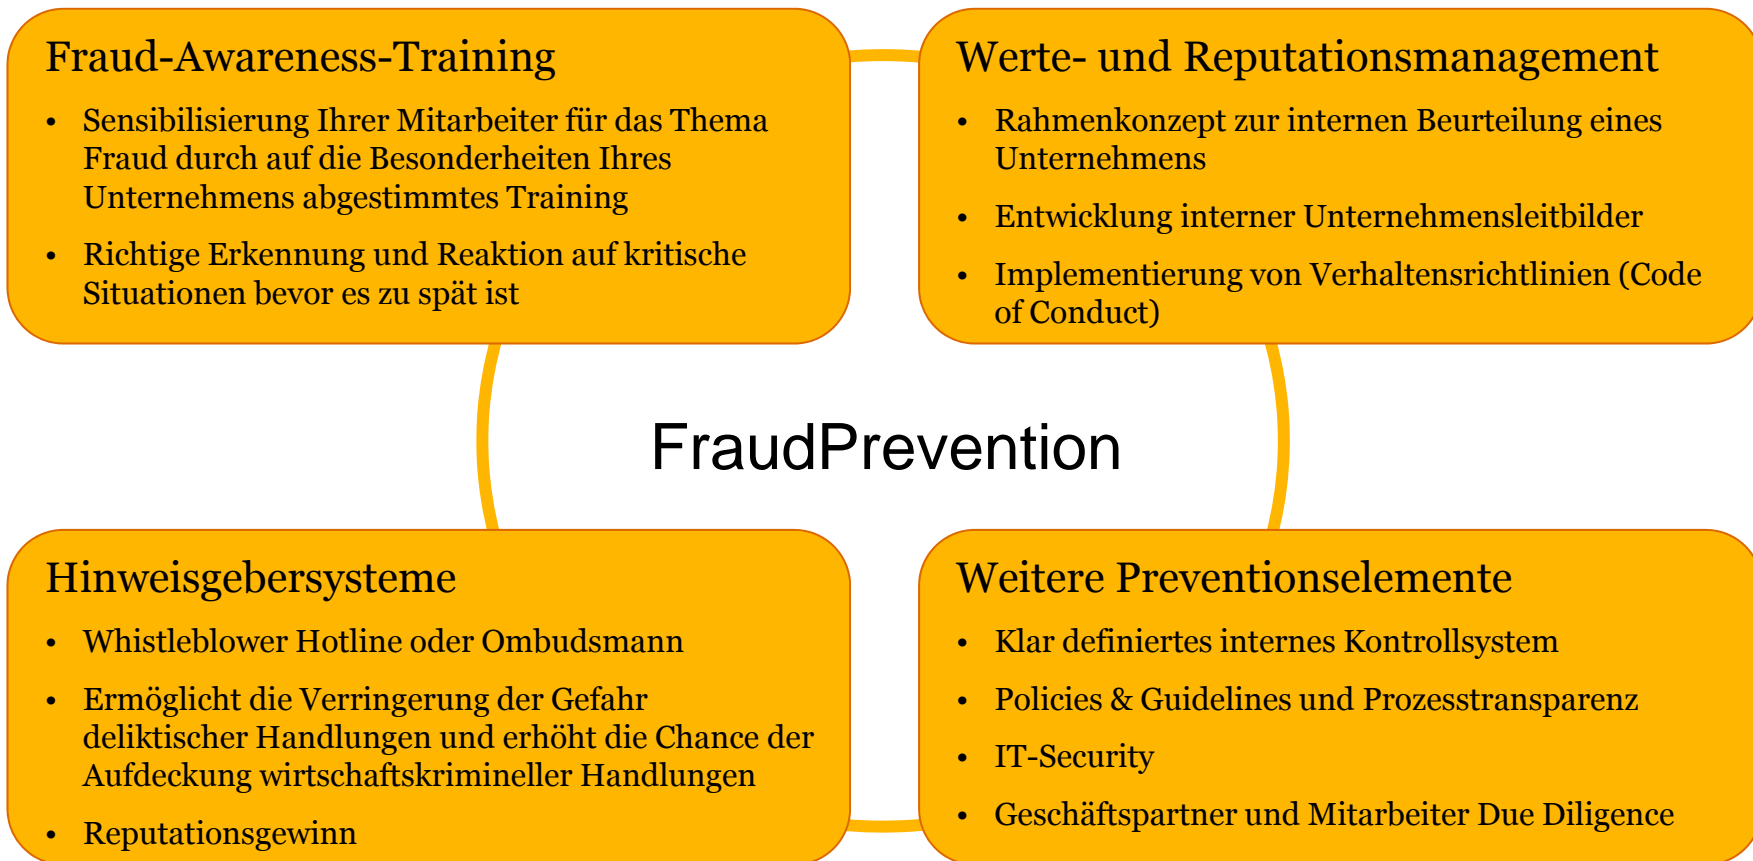 Fraud-Awareness-Training
• Sensibilisierung Ihrer Mitarbeiter für das Thema
Fraud durch auf die Besonderheiten Ihres
Unternehmens abgestimmtes Training
• Richtige Erkennung und Reaktion auf kritische
Situationen bevor es zu spät ist
Werte- und Reputationsmanagement
• Rahmenkonzept zur internen Beurteilung eines
Unternehmens
• Entwicklung interner Unternehmensleitbilder
• Implementierung von Verhaltensrichtlinien (Code
of Conduct)
FraudPrevention
Hinweisgebersysteme
• Whistleblower Hotline oder Ombudsmann
• Ermöglicht die Verringerung der Gefahr
deliktischer Handlungen und erhöht die Chance der
Aufdeckung wirtschaftskrimineller Handlungen
• Reputationsgewinn
Weitere Preventionselemente
• Klar definiertes internes Kontrollsystem
• Policies & Guidelines und Prozesstransparenz
• IT-Security
• Geschäftspartner und Mitarbeiter Due Diligence